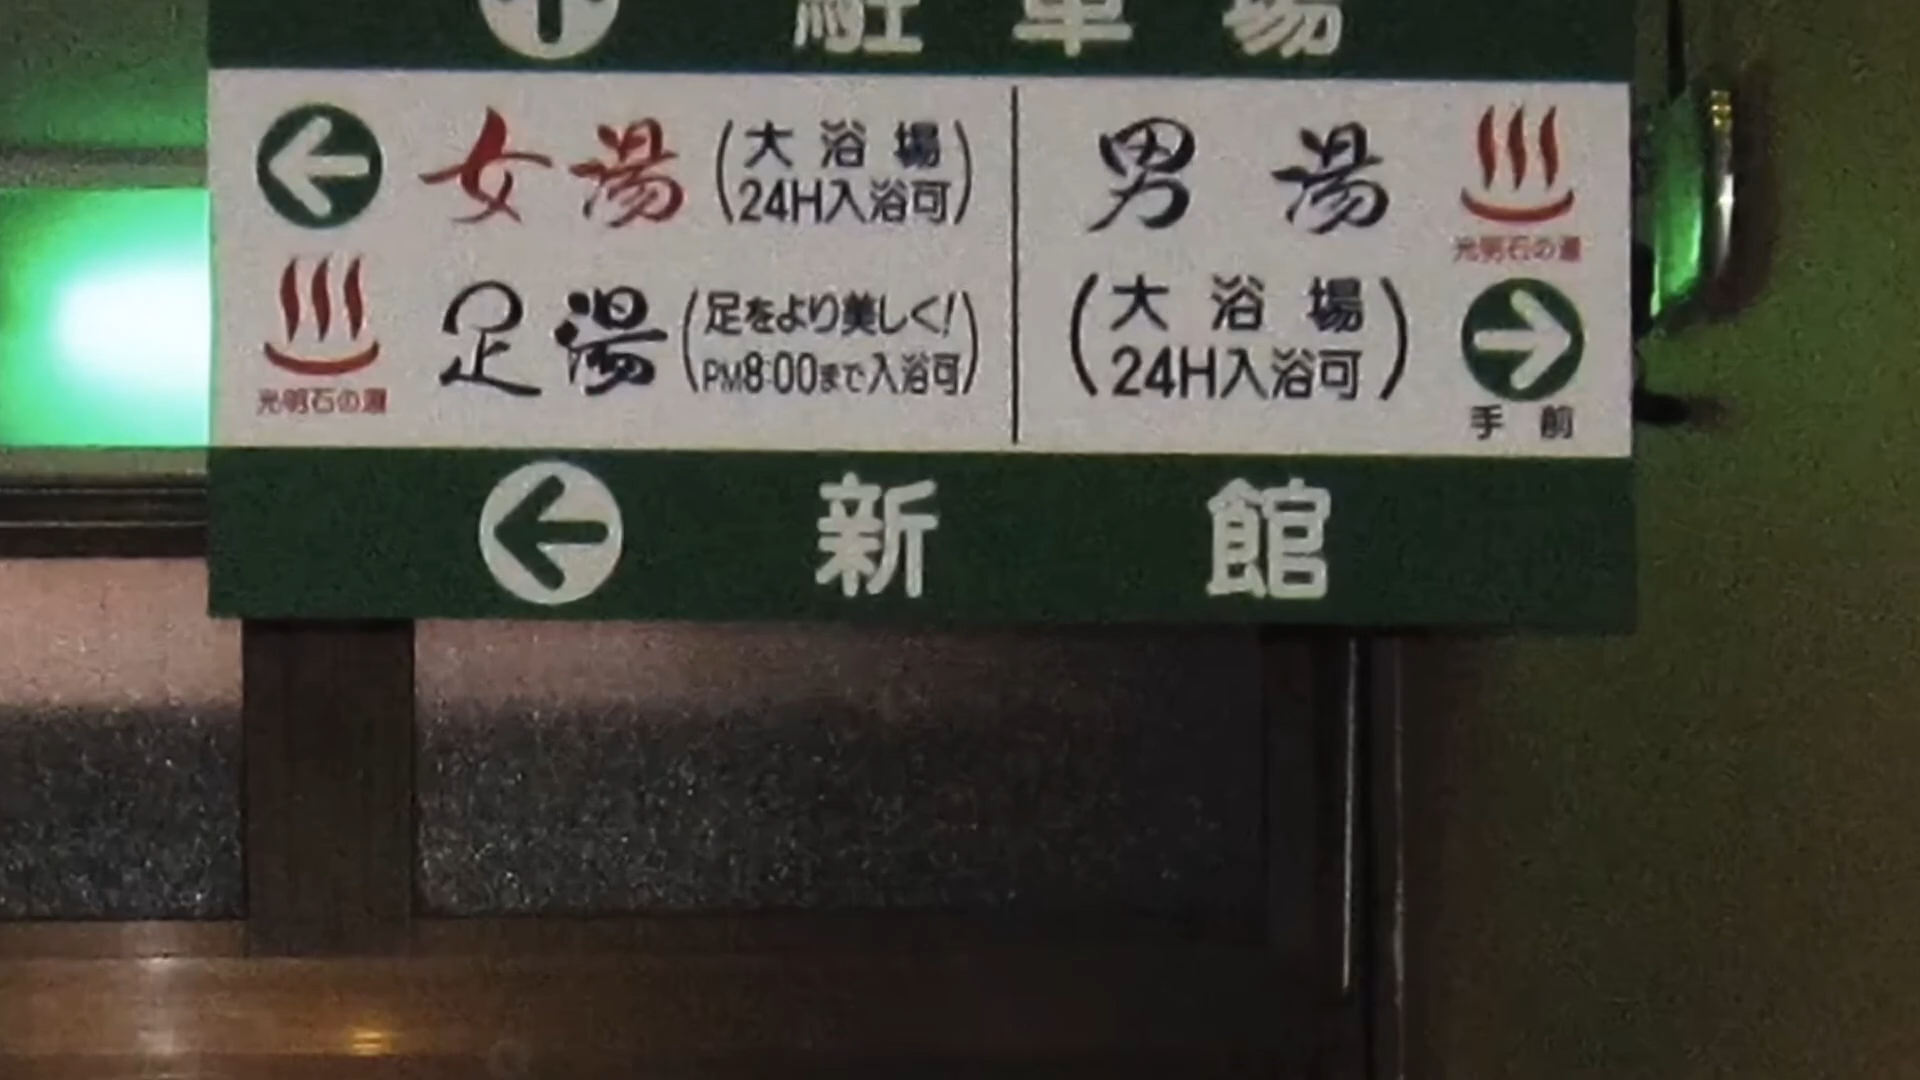 駐車場
女湯 (大浴場 24H入浴可)
足湯 (足をより美しく! PM8:00まで入浴可)
光明石の湯
男湯
光明石の湯
(大浴場 24H入浴可)
手前
新館